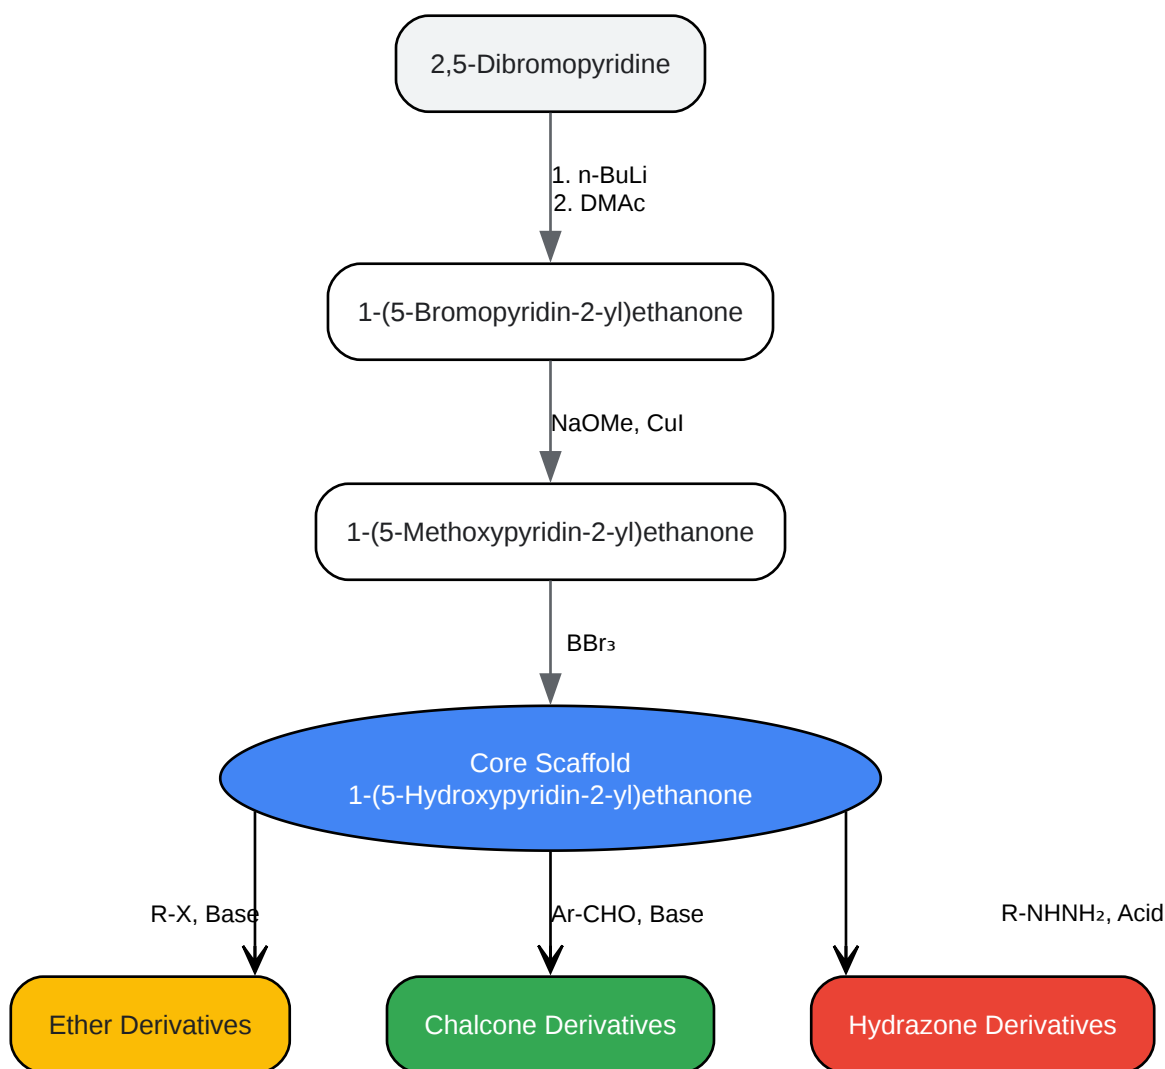 2,5-Dibromopyridine
1. n-BuLi
2. DMAc
1-(5-Bromopyridin-2-yl)ethanone
NaOMe, CuI
1-(5-Methoxypyridin-2-yl)ethanone
BBr₃
Core Scaffold
1-(5-Hydroxypyridin-2-yl)ethanone
R-X, Base
Ar-CHO, Base
R-NHNH₂, Acid
Ether Derivatives
Chalcone Derivatives
Hydrazone Derivatives